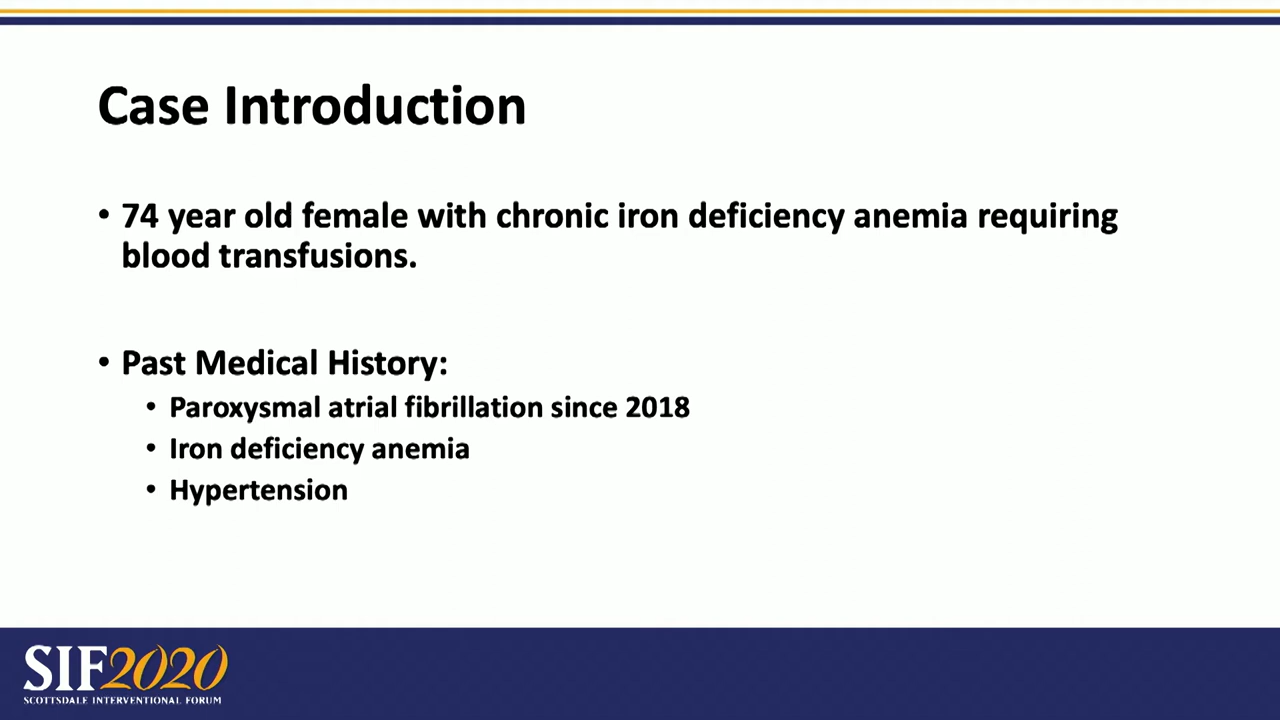 Case Introduction
• 74 year old female with chronic iron deficiency anemia requiring
blood transfusions.
• Past Medical History:
• Paroxysmal atrial fibrillation since 2018
• Iron deficiency anemia
• Hypertension
SIF2020
SCOTTSDALE INTERVENTIONAL FORUM